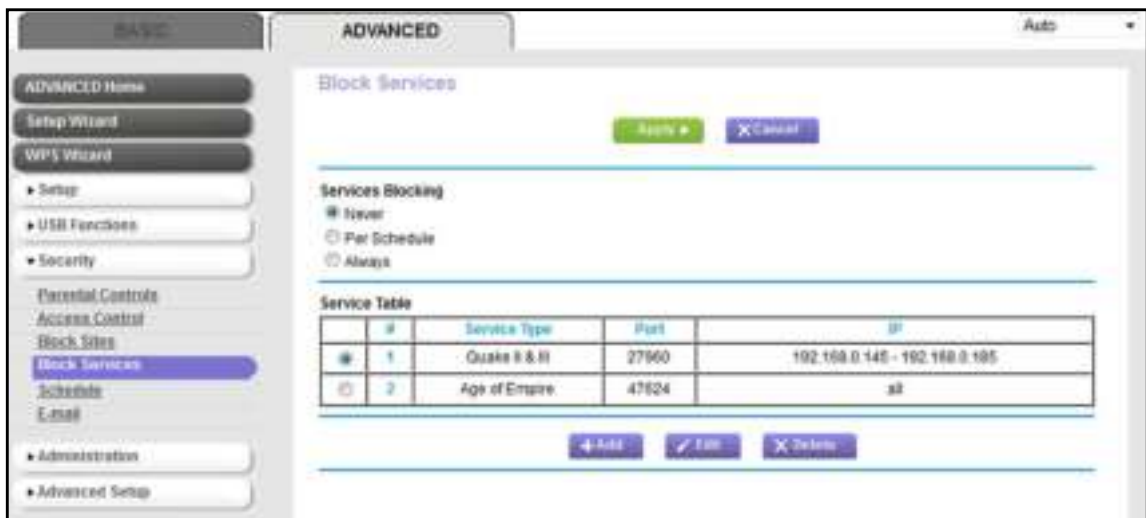 BASIC
ADVANCED
Auto
ADVANCED Home
Setup Wizard
WPS Wizard
Setup
USB Functions
Security
Parental Controls
Access Control
Block Sites
Block Services
Schedule
E-mail
Administration
Advanced Setup
Block Services
Apply
Cancel
Services Blocking
Never
Per Schedule
Always
Service Table
# Service Type Port IP
1 Quake II & III 27960 192.168.0.145 - 192.168.0.185
2 Age of Empire 47624 all
Add Edit Delete